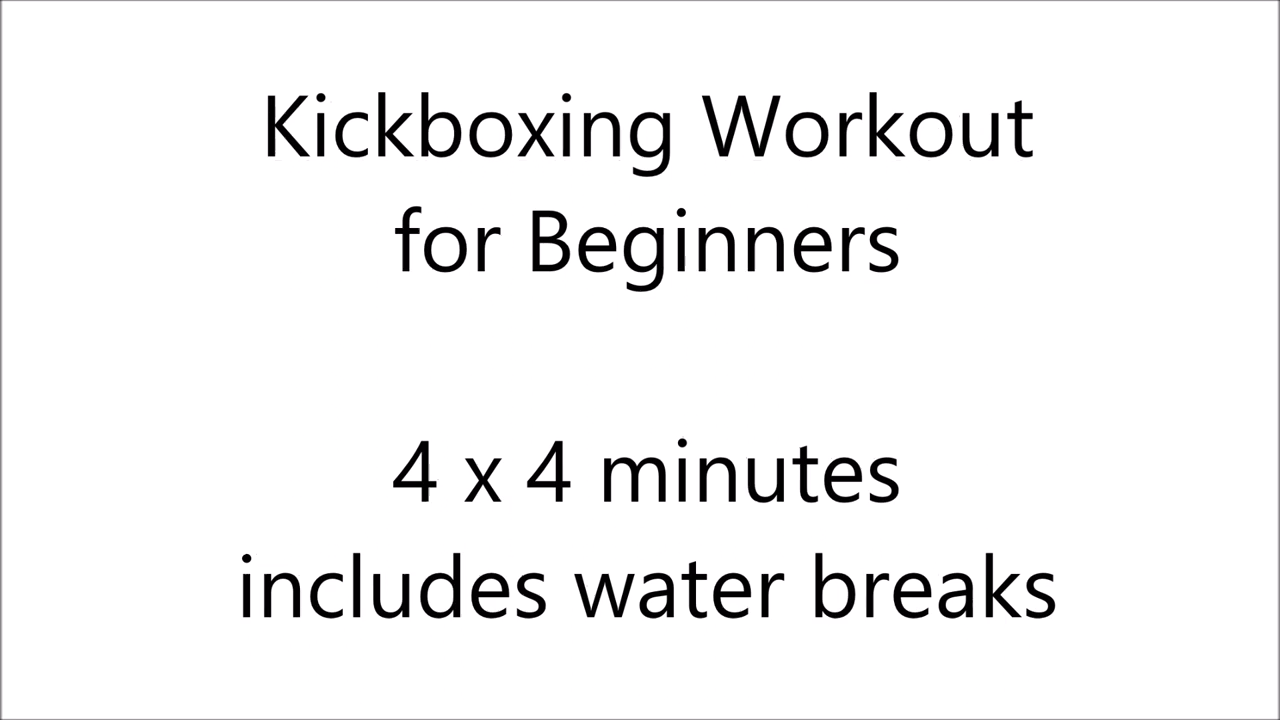 Kickboxing Workout
for Beginners
4 x 4 minutes
includes water breaks